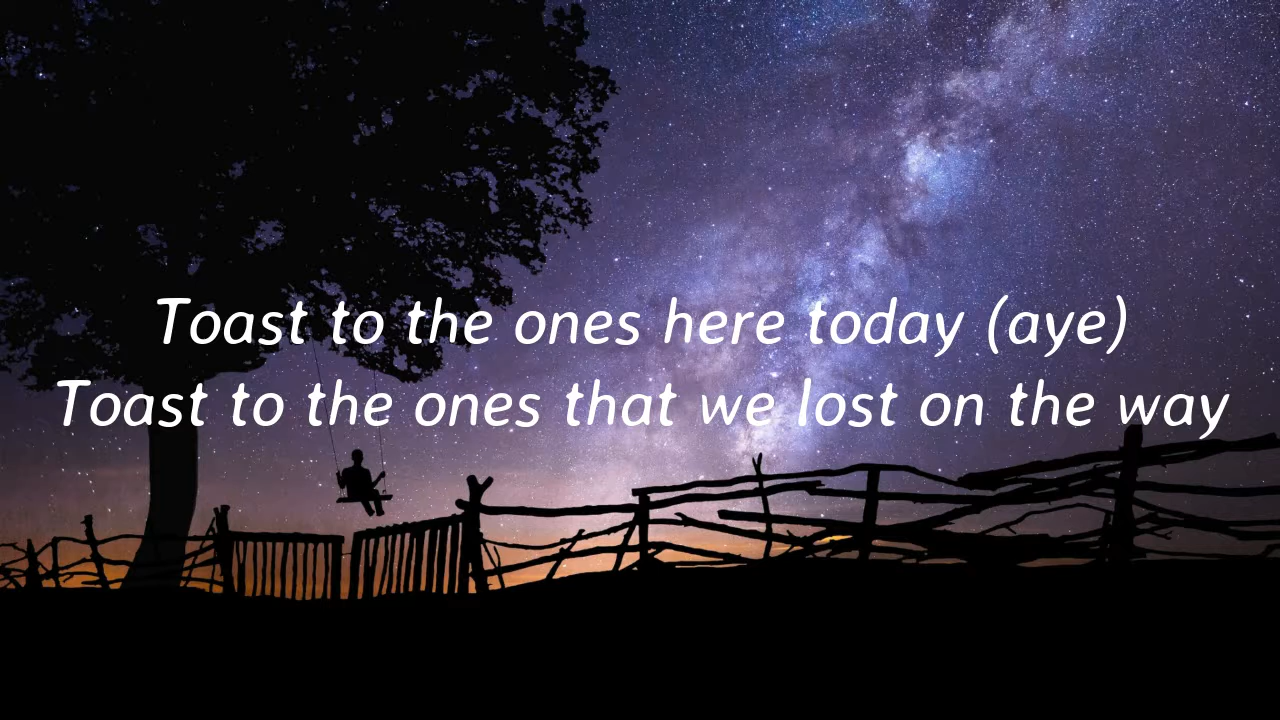 Toast to the ones here today (aye)
Toast to the ones that we lost on the way